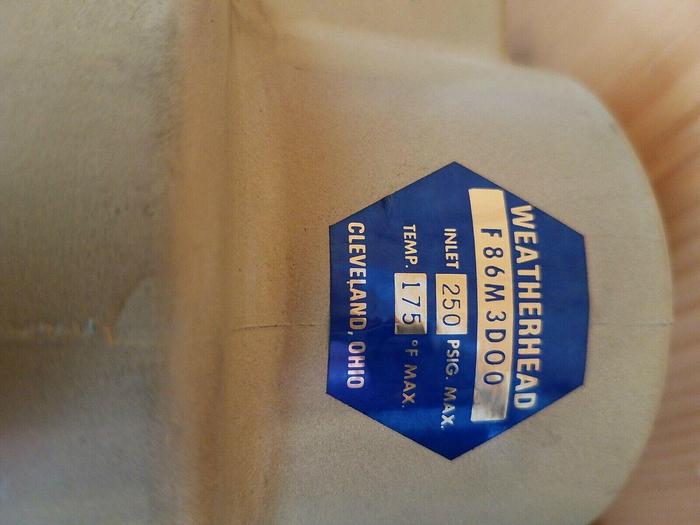 WEATHERHEAD
F86M3D00
INLET 250 PSIG. MAX.
TEMP. 175 °F MAX.
CLEVELAND, OHIO